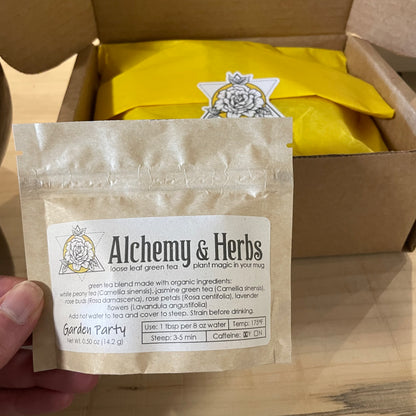 Alchemy & Herbs
loose leaf green tea plant magic in your mug
green tea blend made with organic ingredients:
white peony tea (Camellia sinensis), jasmine green tea (Camellia sinensis),
rose buds (Rosa damascena), rose petals (Rosa centifolia), lavender
flowers (Lavandula angustifolia)
Add hot water to tea and cover to steep. Strain before drinking.
Garden Party
Net Wt. 0.50 oz (14.2 g)
Use: 1 tbsp per 8 oz water Temp: 175°F
Steep: 3-5 min Caffeine: ☒Y ☐N